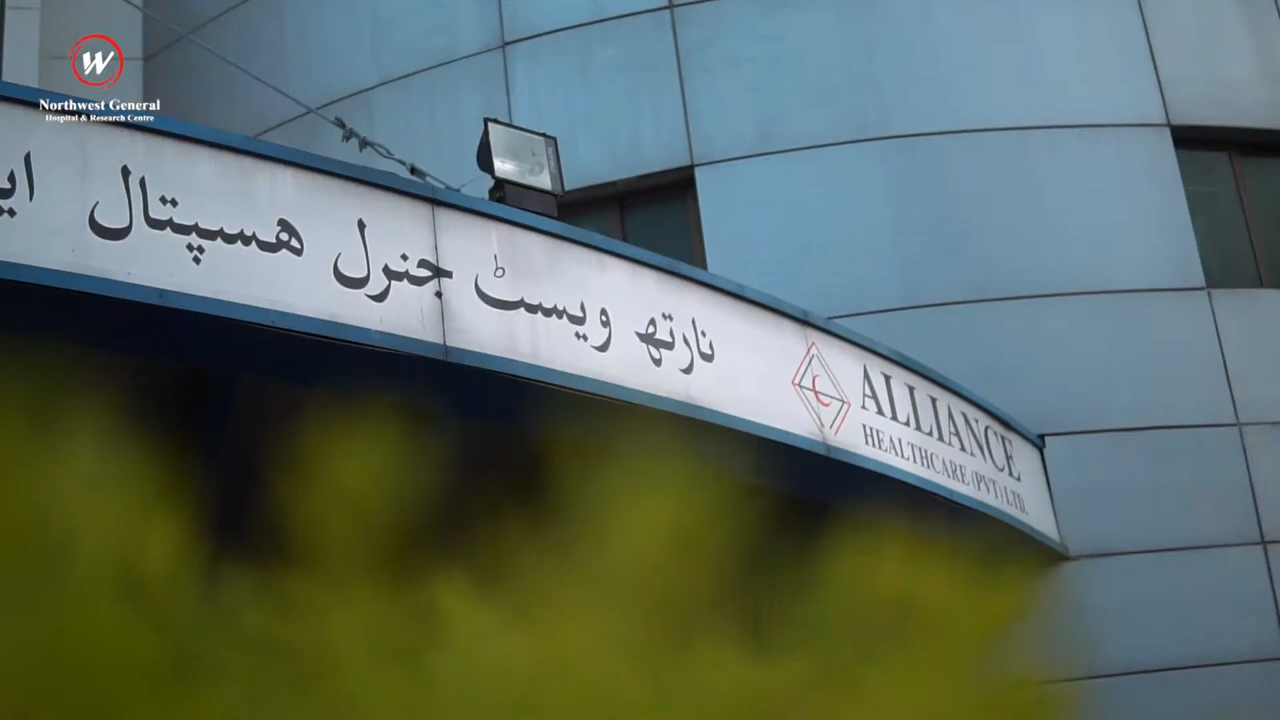 Northwest General
Hospital & Research Centre
نارتھ ویسٹ جنرل ہسپتال
ALLIANCE
HEALTHCARE (PVT) LTD.